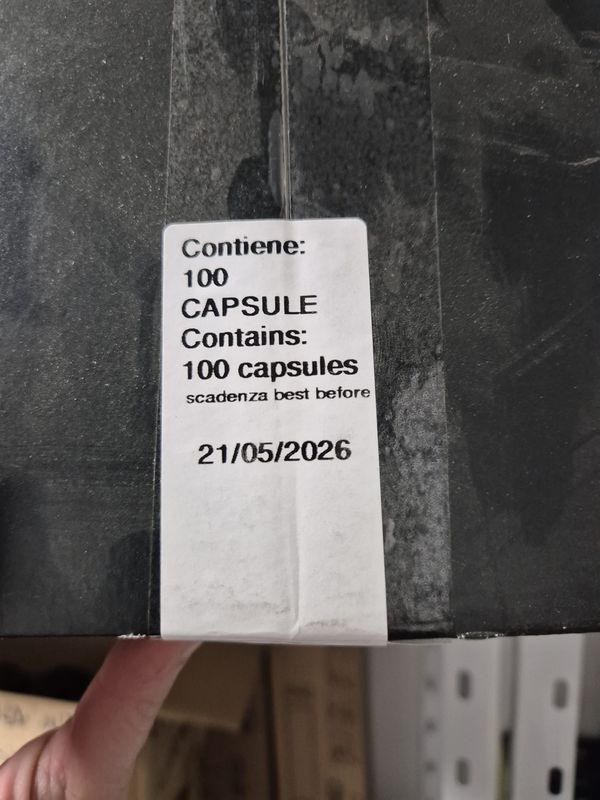 Contiene:
100
CAPSULE
Contains:
100 capsules
scadenza best before
21/05/2026